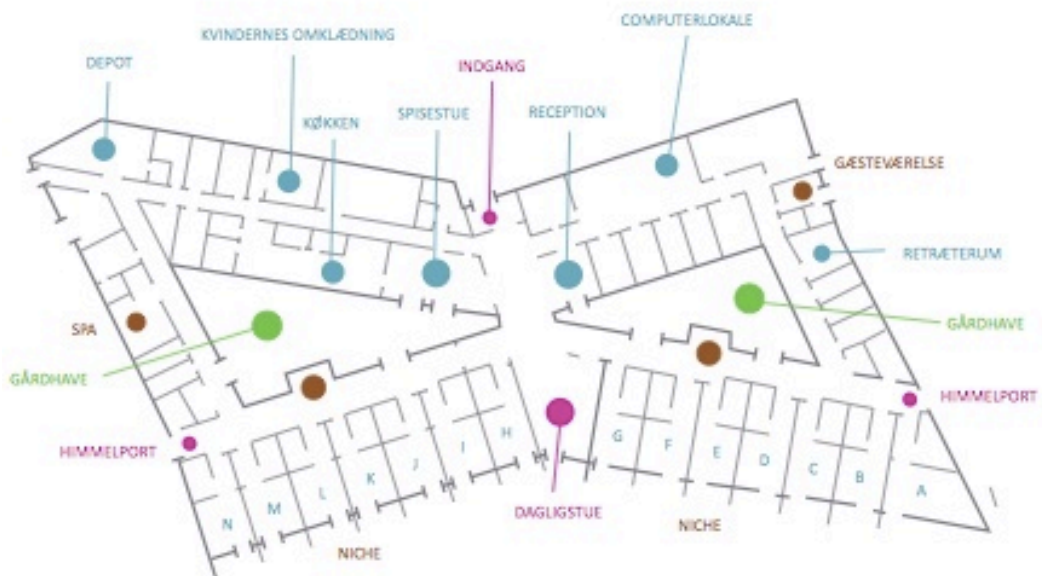 COMPUTERLOKALE
KVINDERNES OMKLÆDNING
DEPOT
INDGANG
KØKKEN
SPISESTUE
RECEPTION
GÆSTEVÆRELSE
RETRÆTERUM
SPA
GÅRDHAVE
GÅRDHAVE
HIMMELPORT
HIMMELPORT
N M L K J I H
G F E D C B A
DAGLIGSTUE
NICHE
NICHE